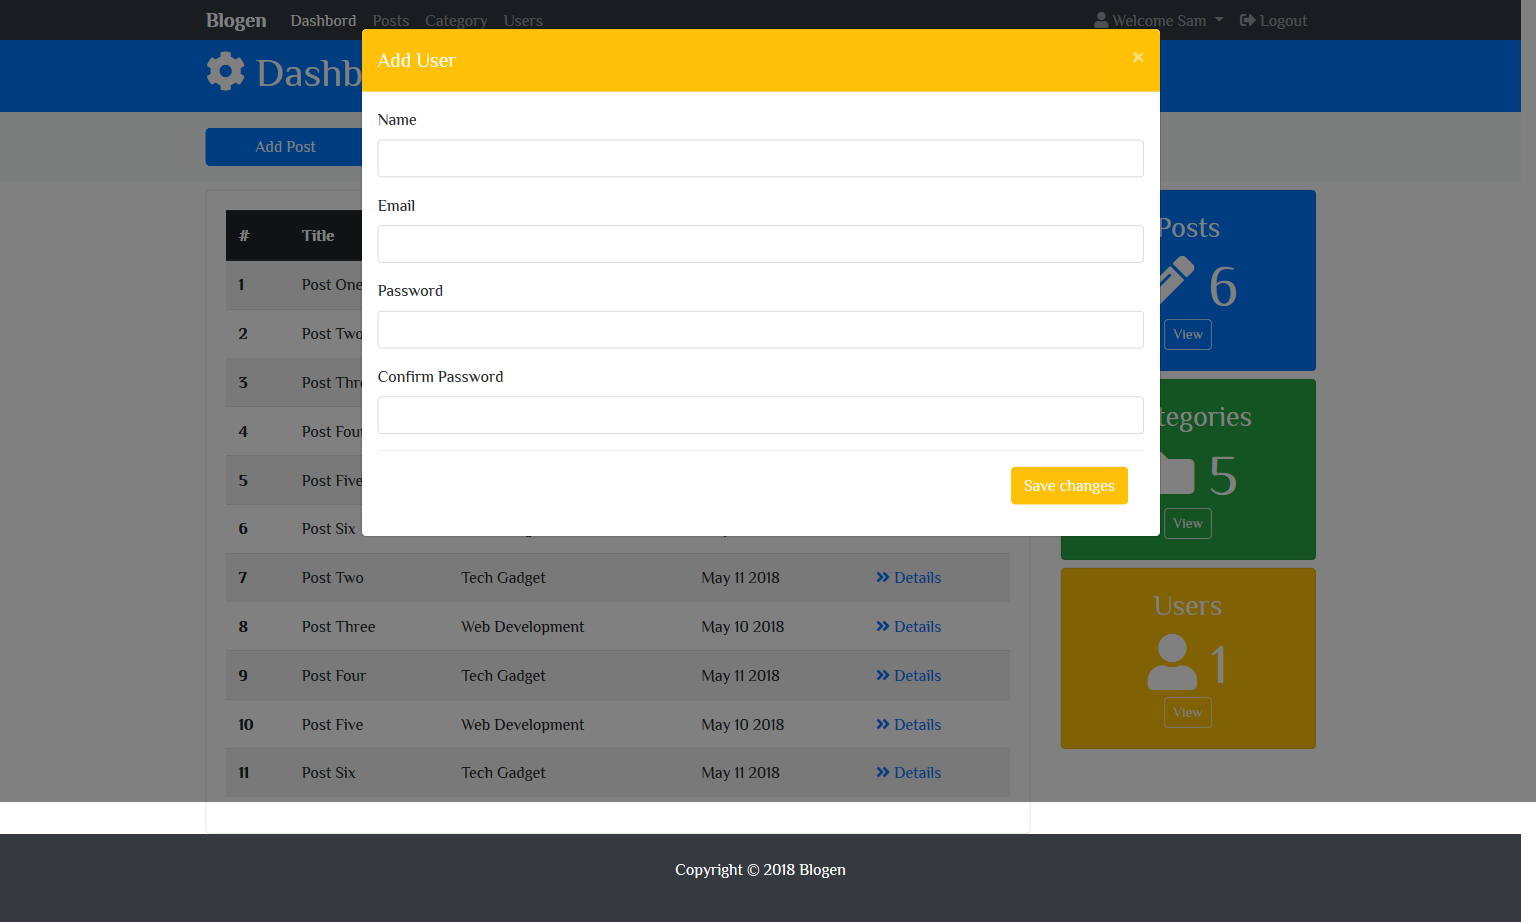 Blogen Dashbord Posts Category Users Welcome Sam Logout
Dashb
Add User ×
Name
Email
Password
Confirm Password
Save changes
Add Post
# Title
1 Post One
2 Post Two
3 Post Thre
4 Post Four
5 Post Five
6 Post Six
7 Post Two Tech Gadget May 11 2018 Details
8 Post Three Web Development May 10 2018 Details
9 Post Four Tech Gadget May 11 2018 Details
10 Post Five Web Development May 10 2018 Details
11 Post Six Tech Gadget May 11 2018 Details
Posts
6
View
tegories
5
View
Users
1
View
Copyright © 2018 Blogen